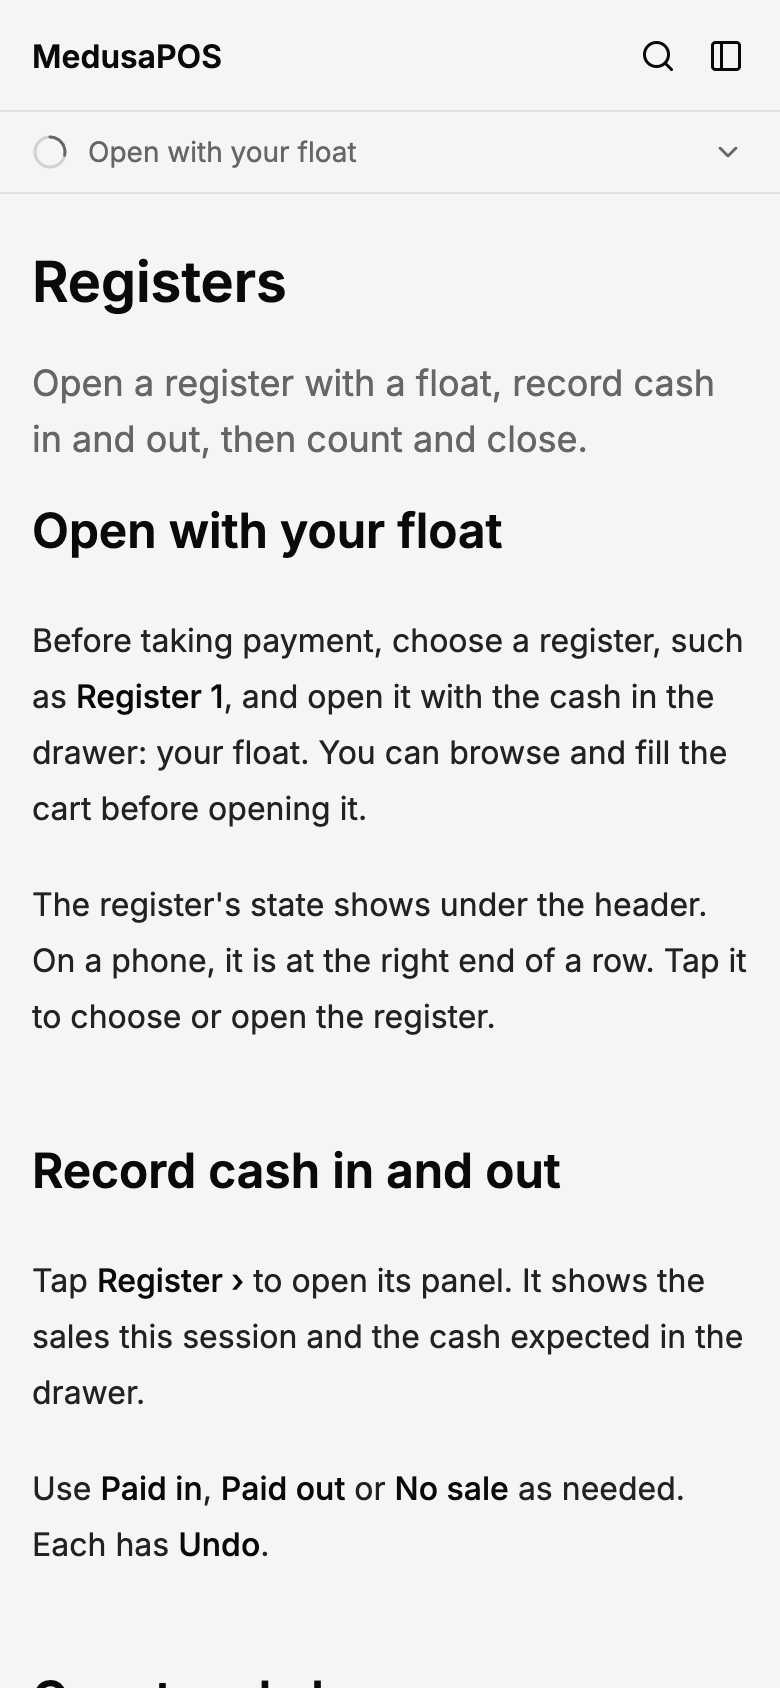 MedusaPOS
Open with your float
Registers
Open a register with a float, record cash
in and out, then count and close.
Open with your float
Before taking payment, choose a register, such
as Register 1, and open it with the cash in the
drawer: your float. You can browse and fill the
cart before opening it.
The register's state shows under the header.
On a phone, it is at the right end of a row. Tap it
to choose or open the register.
Record cash in and out
Tap Register › to open its panel. It shows the
sales this session and the cash expected in the
drawer.
Use Paid in, Paid out or No sale as needed.
Each has Undo.